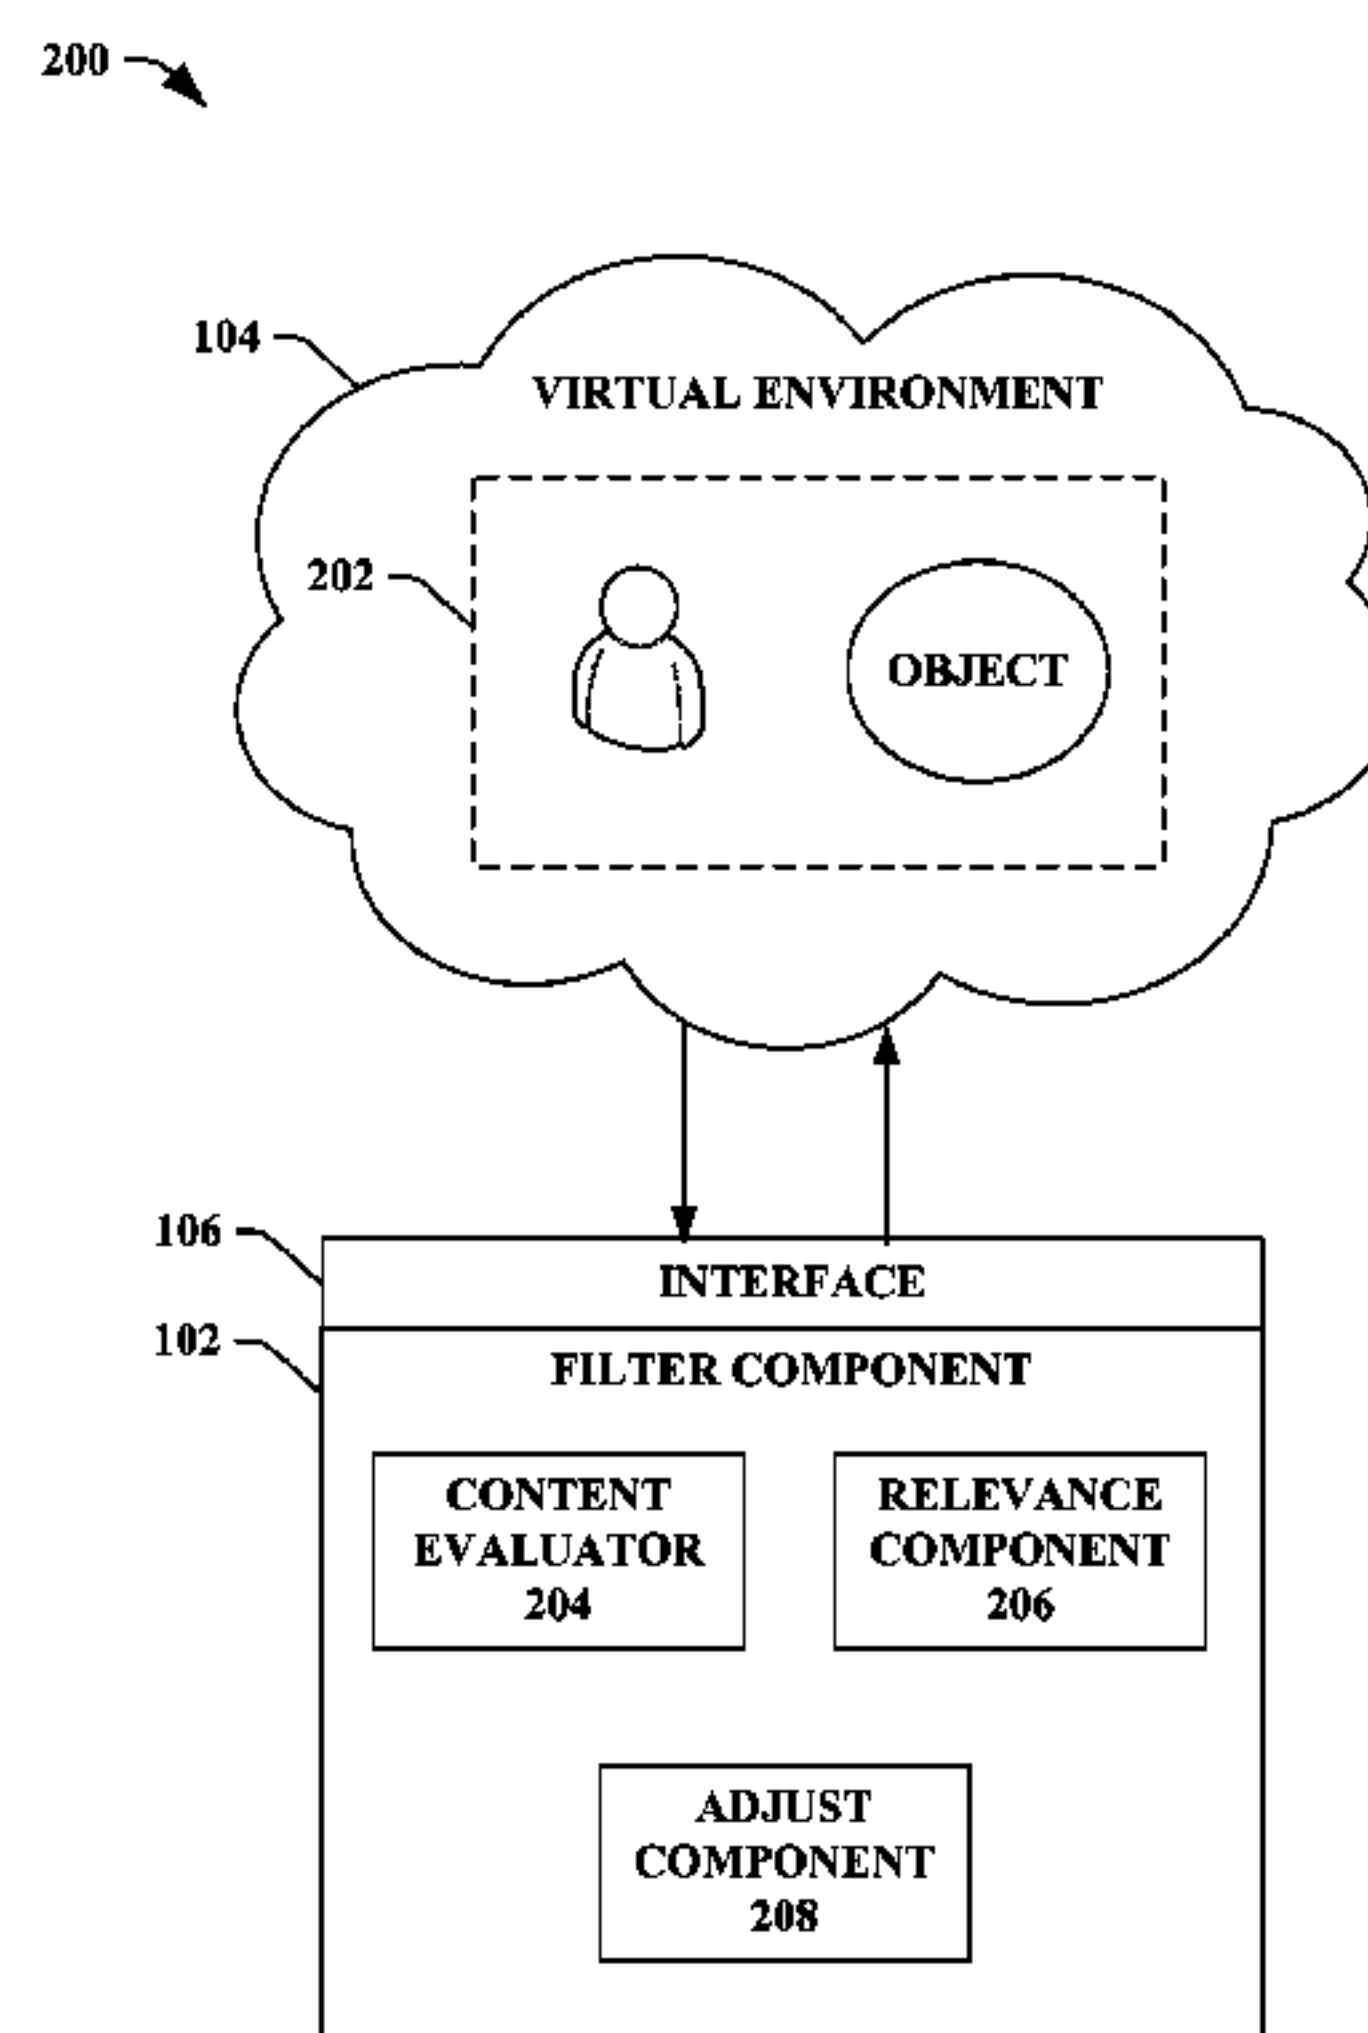 200
104
VIRTUAL ENVIRONMENT
202
OBJECT
106
INTERFACE
102
FILTER COMPONENT
CONTENT
EVALUATOR
204
RELEVANCE
COMPONENT
206
ADJUST
COMPONENT
208